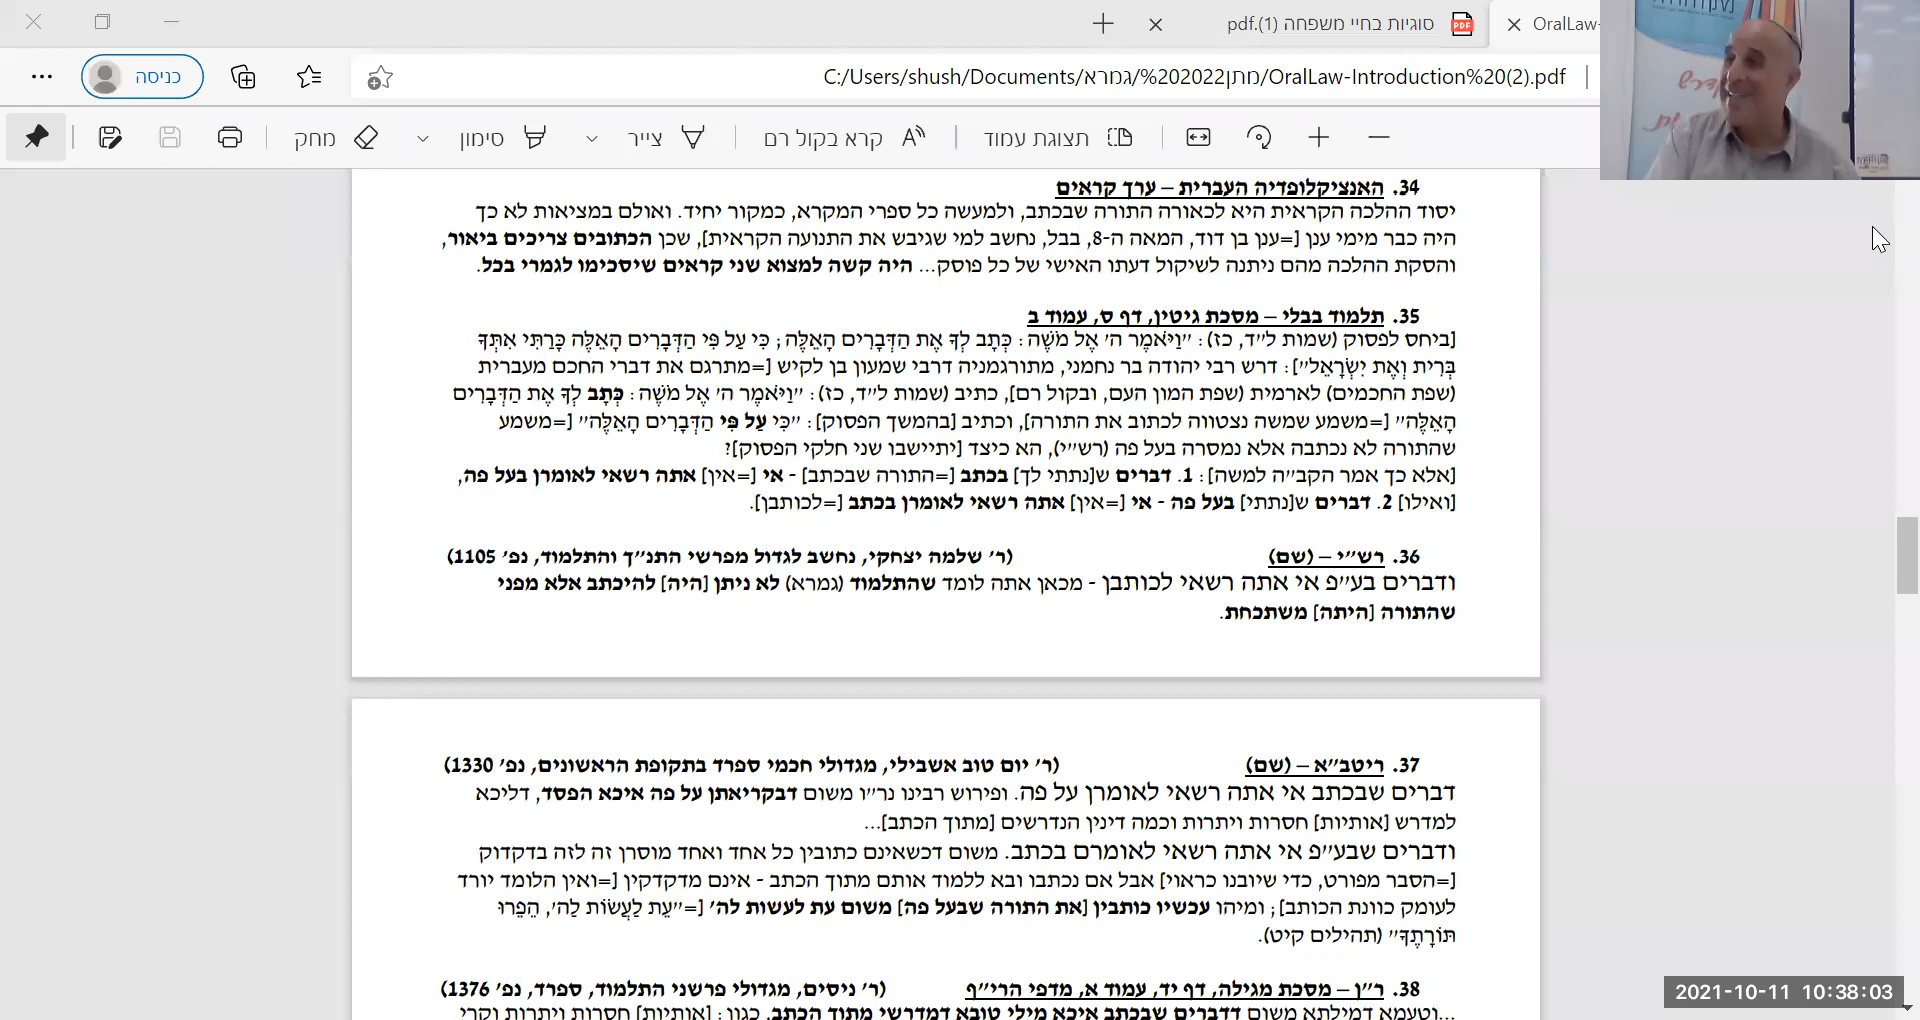 סוגיות בחיי משפחה (1).pdf
OralLaw-
כניסה
C:/Users/shush/Documents/גמרא/%202022מתן/OralLaw-Introduction%20(2).pdf
מחק
סימון
צייר
קרא בקול רם
תצוגת עמוד
34. האנציקלופדיה העברית – ערך קראים
יסוד ההלכה הקראית היא לכאורה התורה שבכתב, ולמעשה כל ספרי המקרא, כמקור יחיד. ואולם במציאות לא כך
היה כבר מימי ענן [=ענן בן דוד, המאה ה-8, בבל, נחשב למי שגיבש את התנועה הקראית], שכן הכתובים צריכים ביאור,
והסקת ההלכה מהם ניתנה לשיקול דעתו האישי של כל פוסק... היה קשה למצוא שני קראים שיסכימו לגמרי בכל.
35. תלמוד בבלי – מסכת גיטין, דף ס, עמוד ב
[ביחס לפסוק (שמות ל"ד, כז): "וַיֹּאמֶר ה' אֶל מֹשֶׁה: כְּתָב לְךָ אֶת הַדְּבָרִים הָאֵלֶּה; כִּי עַל פִּי הַדְּבָרִים הָאֵלֶּה כָּרַתִּי אִתְּךָ
בְּרִית וְאֶת יִשְׂרָאֵל"]: דרש רבי יהודה בר נחמני, מתורגמניה דרבי שמעון בן לקיש [=מתרגם את דברי החכם מעברית
(שפת החכמים) לארמית (שפת המון העם, ובקול רם], כתיב (שמות ל"ד, כז): "וַיֹּאמֶר ה' אֶל מֹשֶׁה: כְּתָב לְךָ אֶת הַדְּבָרִים
הָאֵלֶּה" [=משמע שמשה נצטווה לכתוב את התורה], וכתיב [בהמשך הפסוק]: "כִּי עַל פִּי הַדְּבָרִים הָאֵלֶּה" [=משמע
שהתורה לא נכתבה אלא נמסרה בעל פה (רש"י), הא כיצד [יתיישבו שני חלקי הפסוק]?
[אלא כך אמר הקב"ה למשה]: 1. דברים ש[נתתי לך] בכתב [=התורה שבכתב] - אי [=אין] אתה רשאי לאומרן בעל פה,
[ואילו] 2. דברים ש[נתתי] בעל פה - אי [=אין] אתה רשאי לאומרן בכתב [=לכותבן].
36. רש"י – (שם) (ר' שלמה יצחקי, נחשב לגדול מפרשי התנ"ך והתלמוד, נפ' 1105)
ודברים בע"פ אי אתה רשאי לכותבן - מכאן אתה לומד שהתלמוד (גמרא) לא ניתן [היה] להיכתב אלא מפני
שהתורה [היתה] משתכחת.
37. ריטב"א – (שם) (ר' יום טוב אשבילי, מגדולי חכמי ספרד בתקופת הראשונים, נפ' 1330)
דברים שבכתב אי אתה רשאי לאומרן על פה. ופירוש רבינו נר"ו משום דבקריאתן על פה איכא הפסד, דליכא
למדרש [אותיות] חסרות ויתרות וכמה דינין הנדרשים [מתוך הכתב]...
ודברים שבע"פ אי אתה רשאי לאומרם בכתב. משום דכשאינם כתובין כל אחד ואחד מוסרן זה לזה בדקדוק
[=הסבר מפורט, כדי שיובנו כראוי] אבל אם נכתבו ובא ללמוד אותם מתוך הכתב - אינם מדקדקין [=ואין הלומד יורד
לעומק כוונת הכותב]; ומיהו עכשיו כותבין [את התורה שבעל פה] משום עת לעשות לה' [="עֵת לַעֲשׂוֹת לַה', הֵפֵרוּ
תּוֹרָתֶךָ" (תהילים קיט).
38. ר"ן – מסכת מגילה, דף יד, עמוד א, מדפי הרי"ף (ר' ניסים, מגדולי פרשני התלמוד, ספרד, נפ' 1376)
...וטעמא דמילתא משום דדברים שבכתב איכא מילי טובא דמדרשי מתוך הכתב, כגון: [אותיות] חסרות ויתרות וקרי
2021-10-11 10:38:03